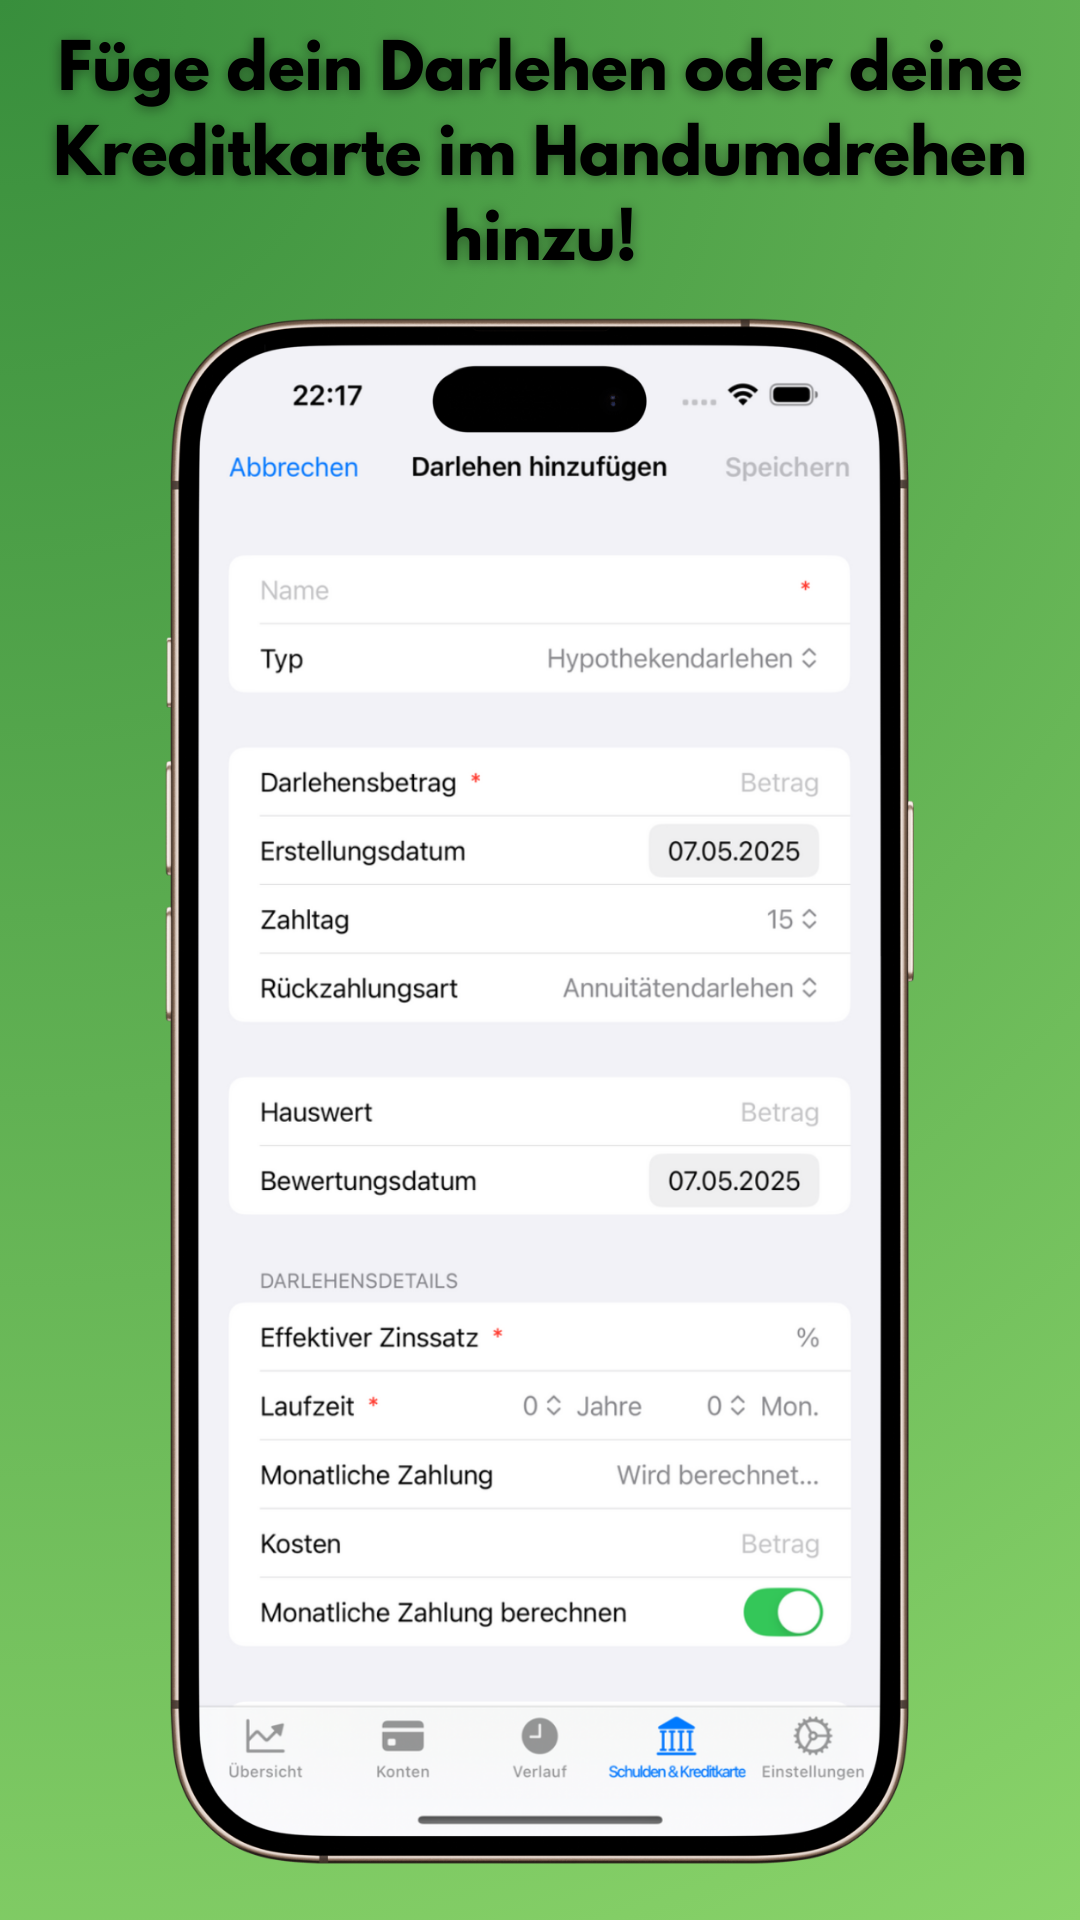 Füge dein Darlehen oder deine
Kreditkarte im Handumdrehen
hinzu!
22:17
Abbrechen Darlehen hinzufügen Speichern
Name *
Typ Hypothekendarlehen
Darlehensbetrag * Betrag
Erstellungsdatum 07.05.2025
Zahltag 15
Rückzahlungsart Annuitätendarlehen
Hauswert Betrag
Bewertungsdatum 07.05.2025
DARLEHENSDETAILS
Effektiver Zinssatz * %
Laufzeit * 0 Jahre 0 Mon.
Monatliche Zahlung Wird berechnet...
Kosten Betrag
Monatliche Zahlung berechnen
Übersicht Konten Verlauf Schulden & Kreditkarte Einstellungen